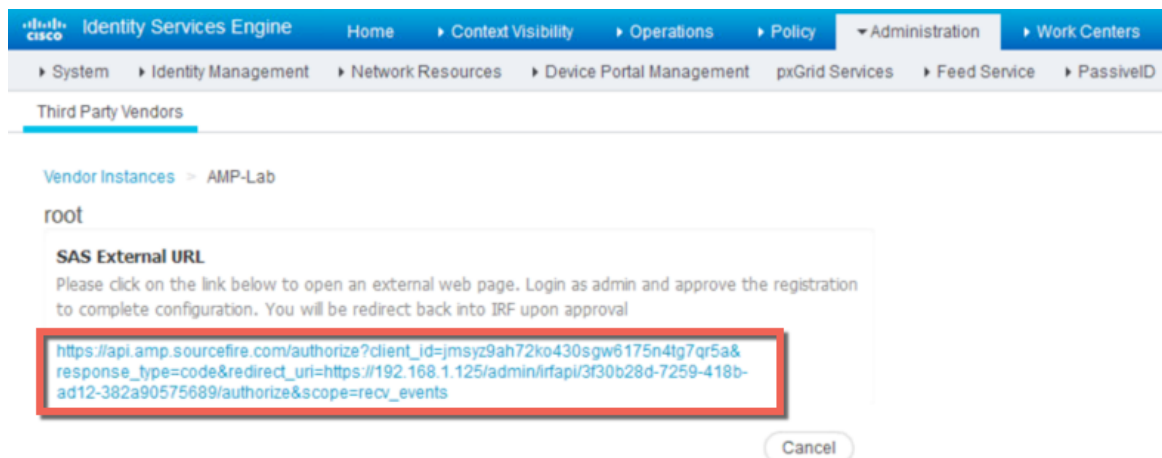 cisco Identity Services Engine Home Context Visibility Operations Policy Administration Work Centers
System Identity Management Network Resources Device Portal Management pxGrid Services Feed Service PassiveID
Third Party Vendors
Vendor Instances > AMP-Lab
root
SAS External URL
Please click on the link below to open an external web page. Login as admin and approve the registration
to complete configuration. You will be redirect back into IRF upon approval
https://api.amp.sourcefire.com/authorize?client_id=jmsyz9ah72ko430sgw6175n4tg7qr5a&
response_type=code&redirect_uri=https://192.168.1.125/admin/irfapi/3f30b28d-7259-418b-
ad12-382a90575689/authorize&scope=recv_events
Cancel